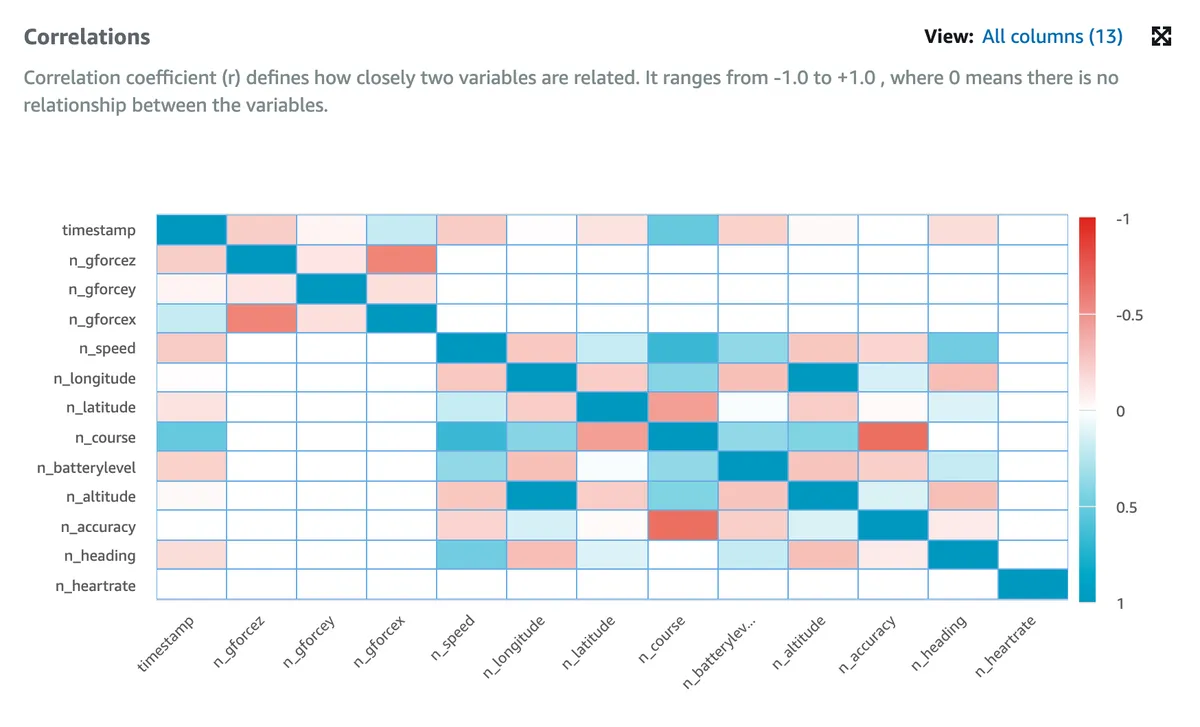 Correlations
View: All columns (13)
Correlation coefficient (r) defines how closely two variables are related. It ranges from -1.0 to +1.0 , where 0 means there is no
relationship between the variables.
timestamp
n_gforcez
n_gforcey
n_gforcex
n_speed
n_longitude
n_latitude
n_course
n_batterylevel
n_altitude
n_accuracy
n_heading
n_heartrate
-1
-0.5
0
0.5
1
timestamp
n_gforcez
n_gforcey
n_gforcex
n_speed
n_longitude
n_latitude
n_course
n_batterylev...
n_altitude
n_accuracy
n_heading
n_heartrate